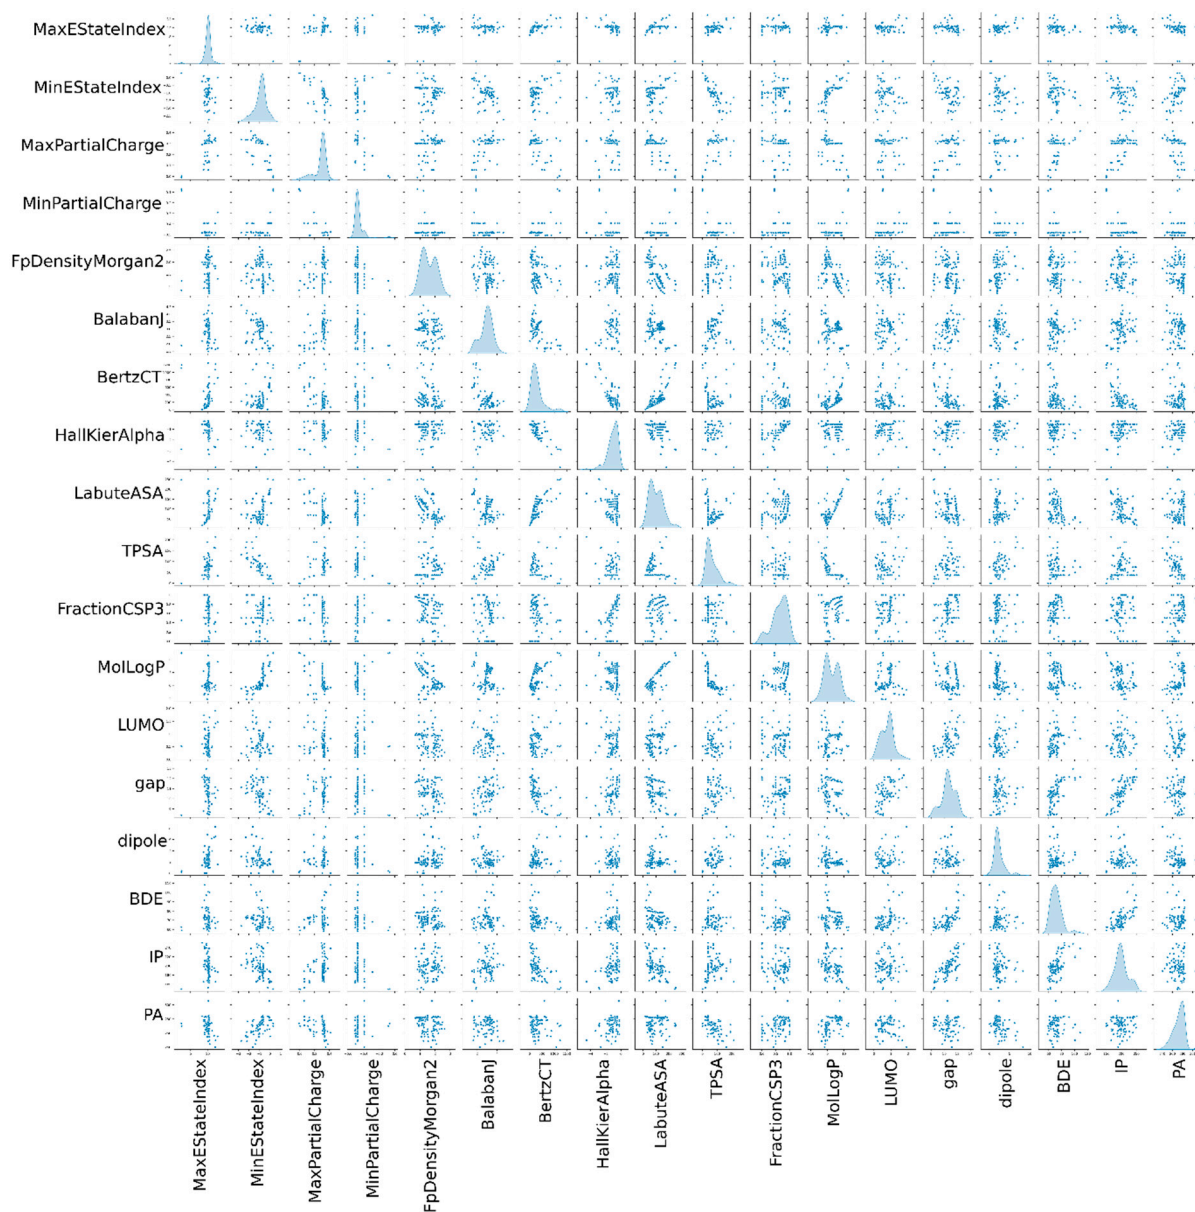 MaxEStateIndex
MinEStateIndex
MaxPartialCharge
MinPartialCharge
FpDensityMorgan2
BalabanJ
BertzCT
HallKierAlpha
LabuteASA
TPSA
FractionCSP3
MolLogP
LUMO
gap
dipole
BDE
IP
PA
MaxEStateIndex
MinEStateIndex
MaxPartialCharge
MinPartialCharge
FpDensityMorgan2
BalabanJ
BertzCT
HallKierAlpha
LabuteASA
TPSA
FractionCSP3
MolLogP
LUMO
gap
dipole
BDE
IP
PA